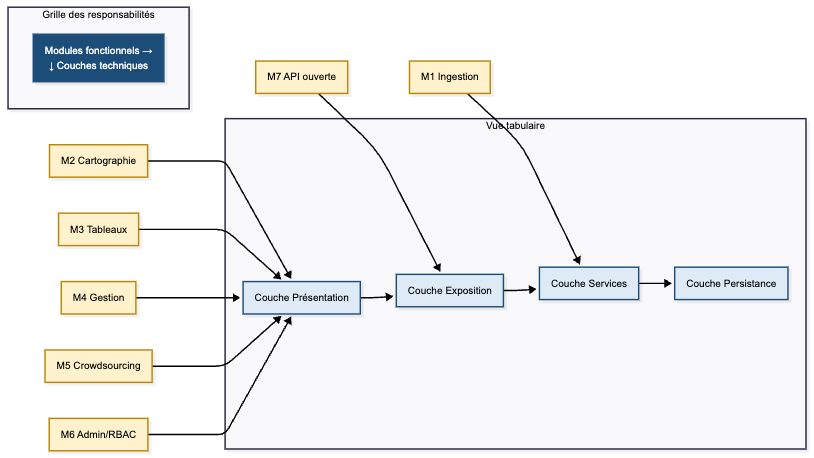 Grille des responsabilités
Modules fonctionnels →
↓ Couches techniques
M7 API ouverte
M1 Ingestion
Vue tabulaire
M2 Cartographie
M3 Tableaux
M4 Gestion
M5 Crowdsourcing
M6 Admin/RBAC
Couche Présentation
Couche Exposition
Couche Services
Couche Persistance